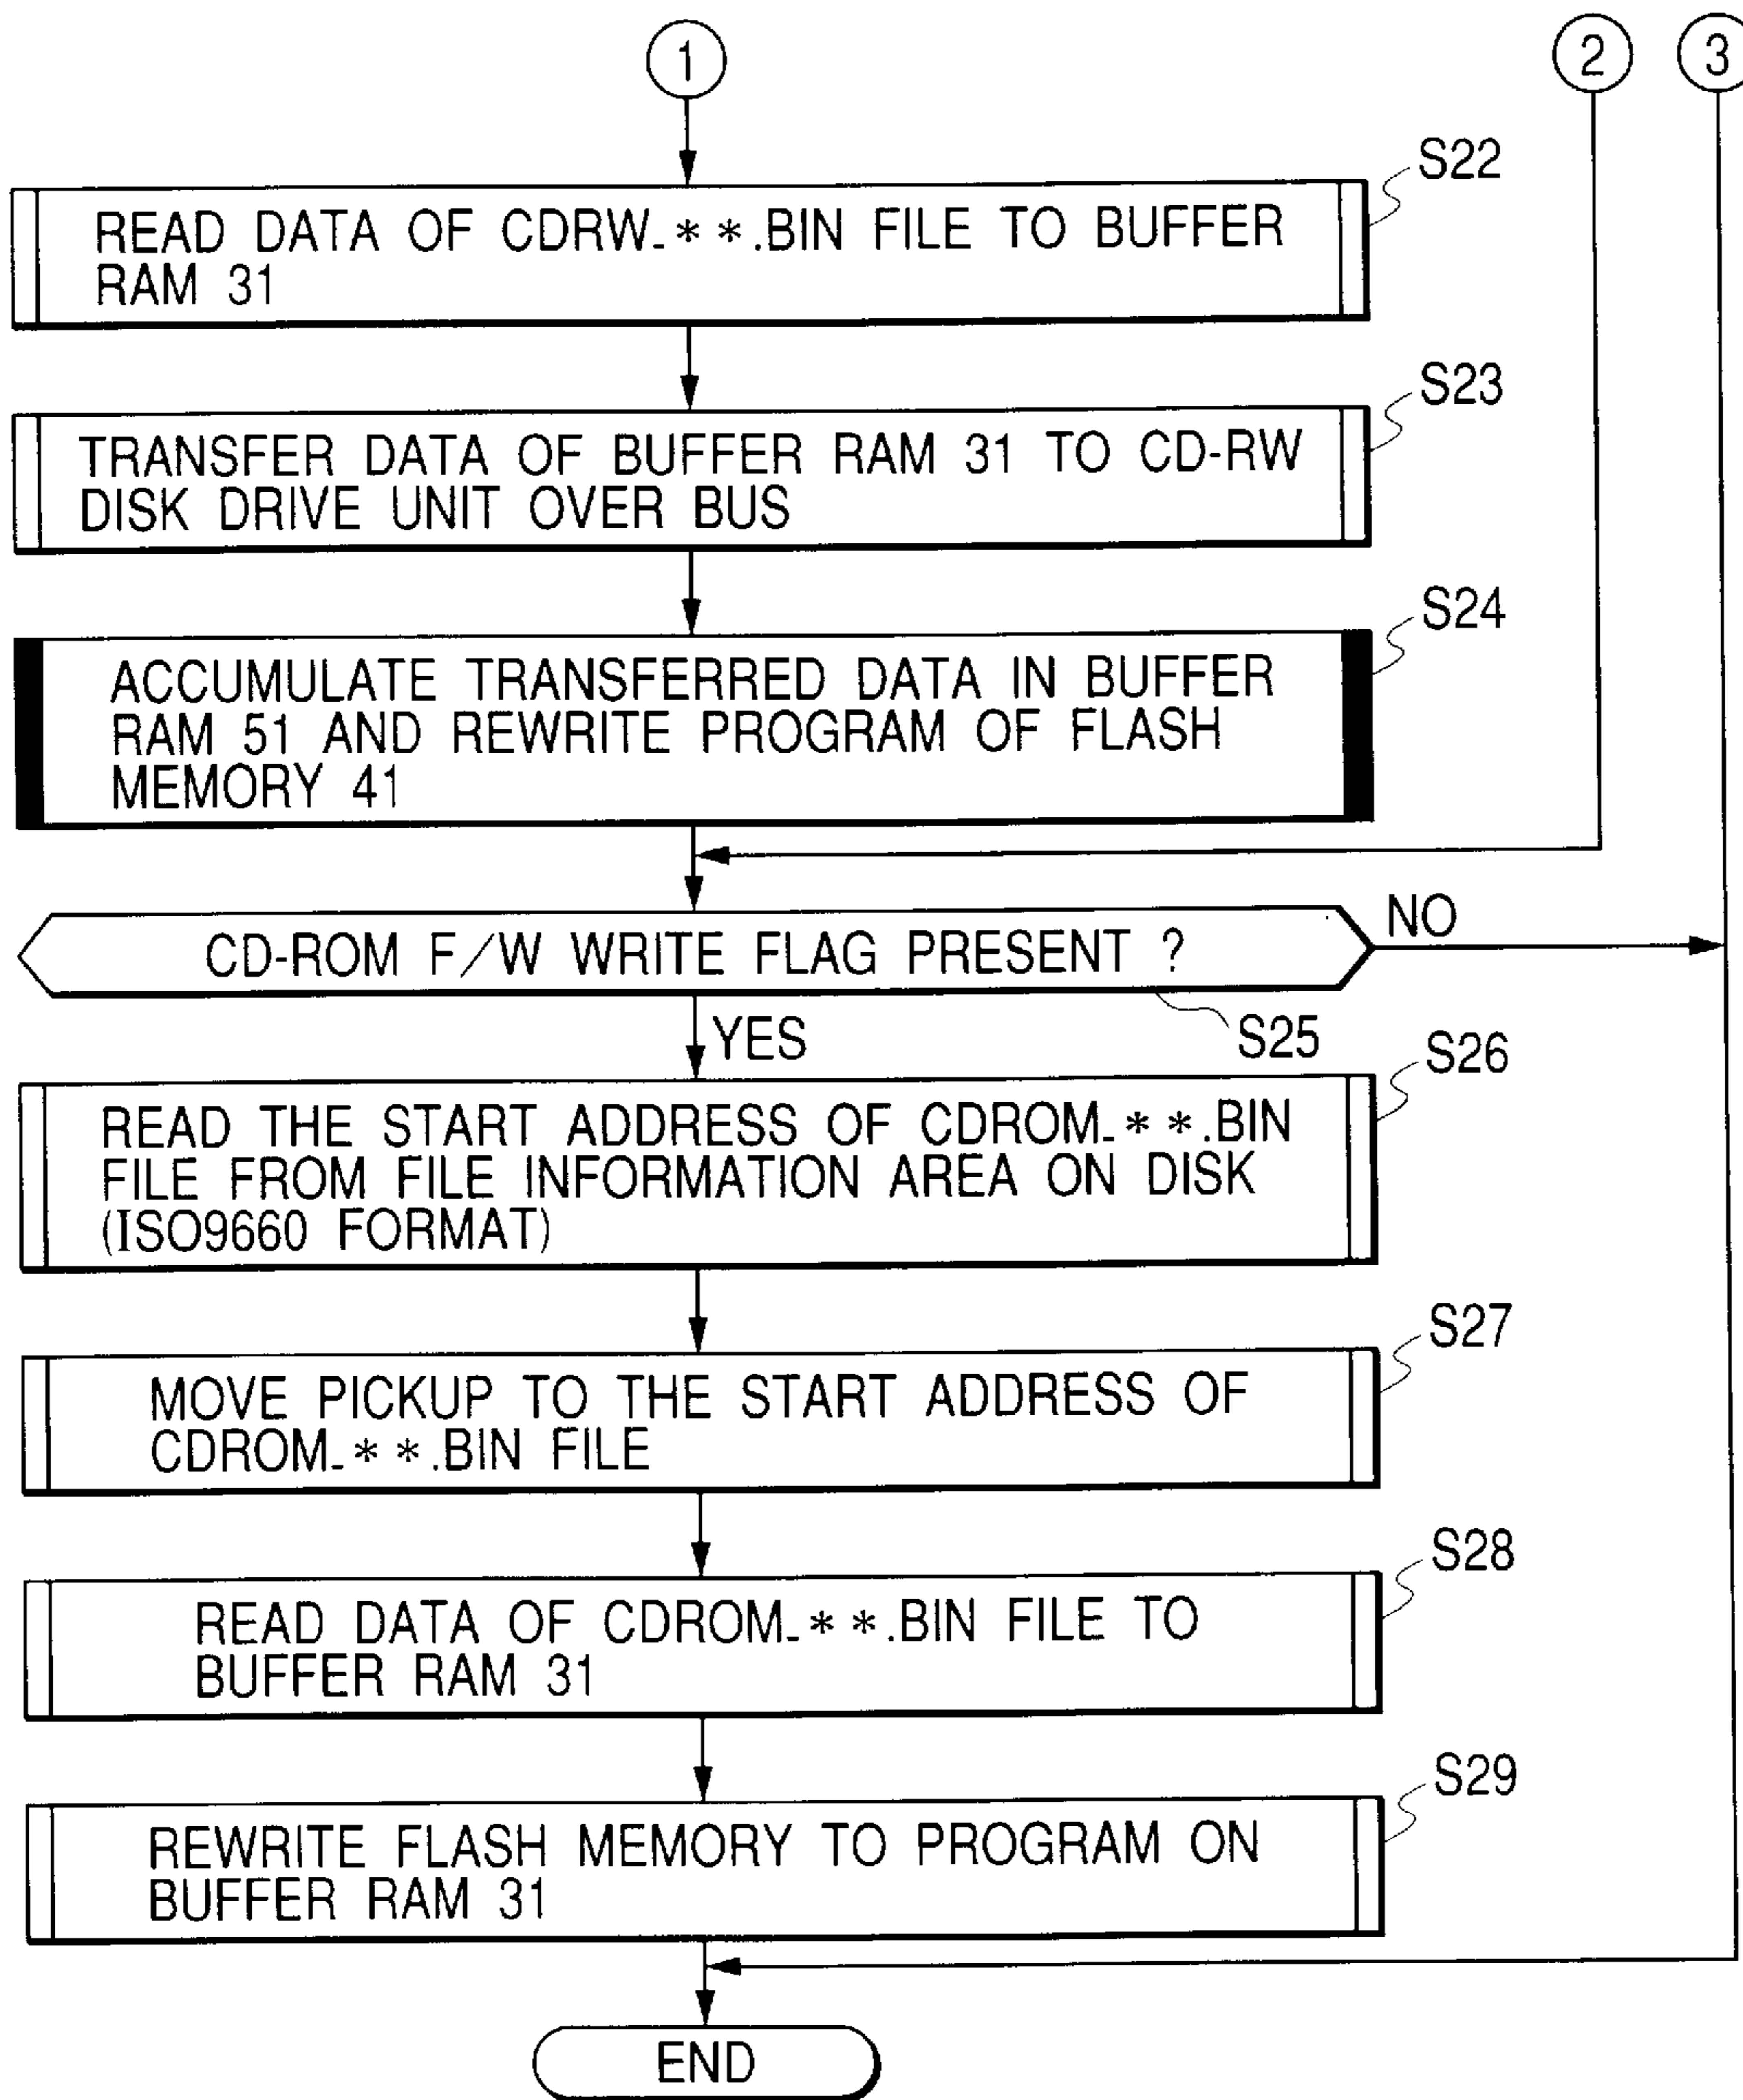 1
2
3
S22
READ DATA OF CDRW-**.BIN FILE TO BUFFER
RAM 31
S23
TRANSFER DATA OF BUFFER RAM 31 TO CD-RW
DISK DRIVE UNIT OVER BUS
S24
ACCUMULATE TRANSFERRED DATA IN BUFFER
RAM 51 AND REWRITE PROGRAM OF FLASH
MEMORY 41
CD-ROM F/W WRITE FLAG PRESENT ?
NO
YES
S25
S26
READ THE START ADDRESS OF CDROM-**.BIN
FILE FROM FILE INFORMATION AREA ON DISK
(ISO9660 FORMAT)
S27
MOVE PICKUP TO THE START ADDRESS OF
CDROM-**.BIN FILE
S28
READ DATA OF CDROM-**.BIN FILE TO
BUFFER RAM 31
S29
REWRITE FLASH MEMORY TO PROGRAM ON
BUFFER RAM 31
END